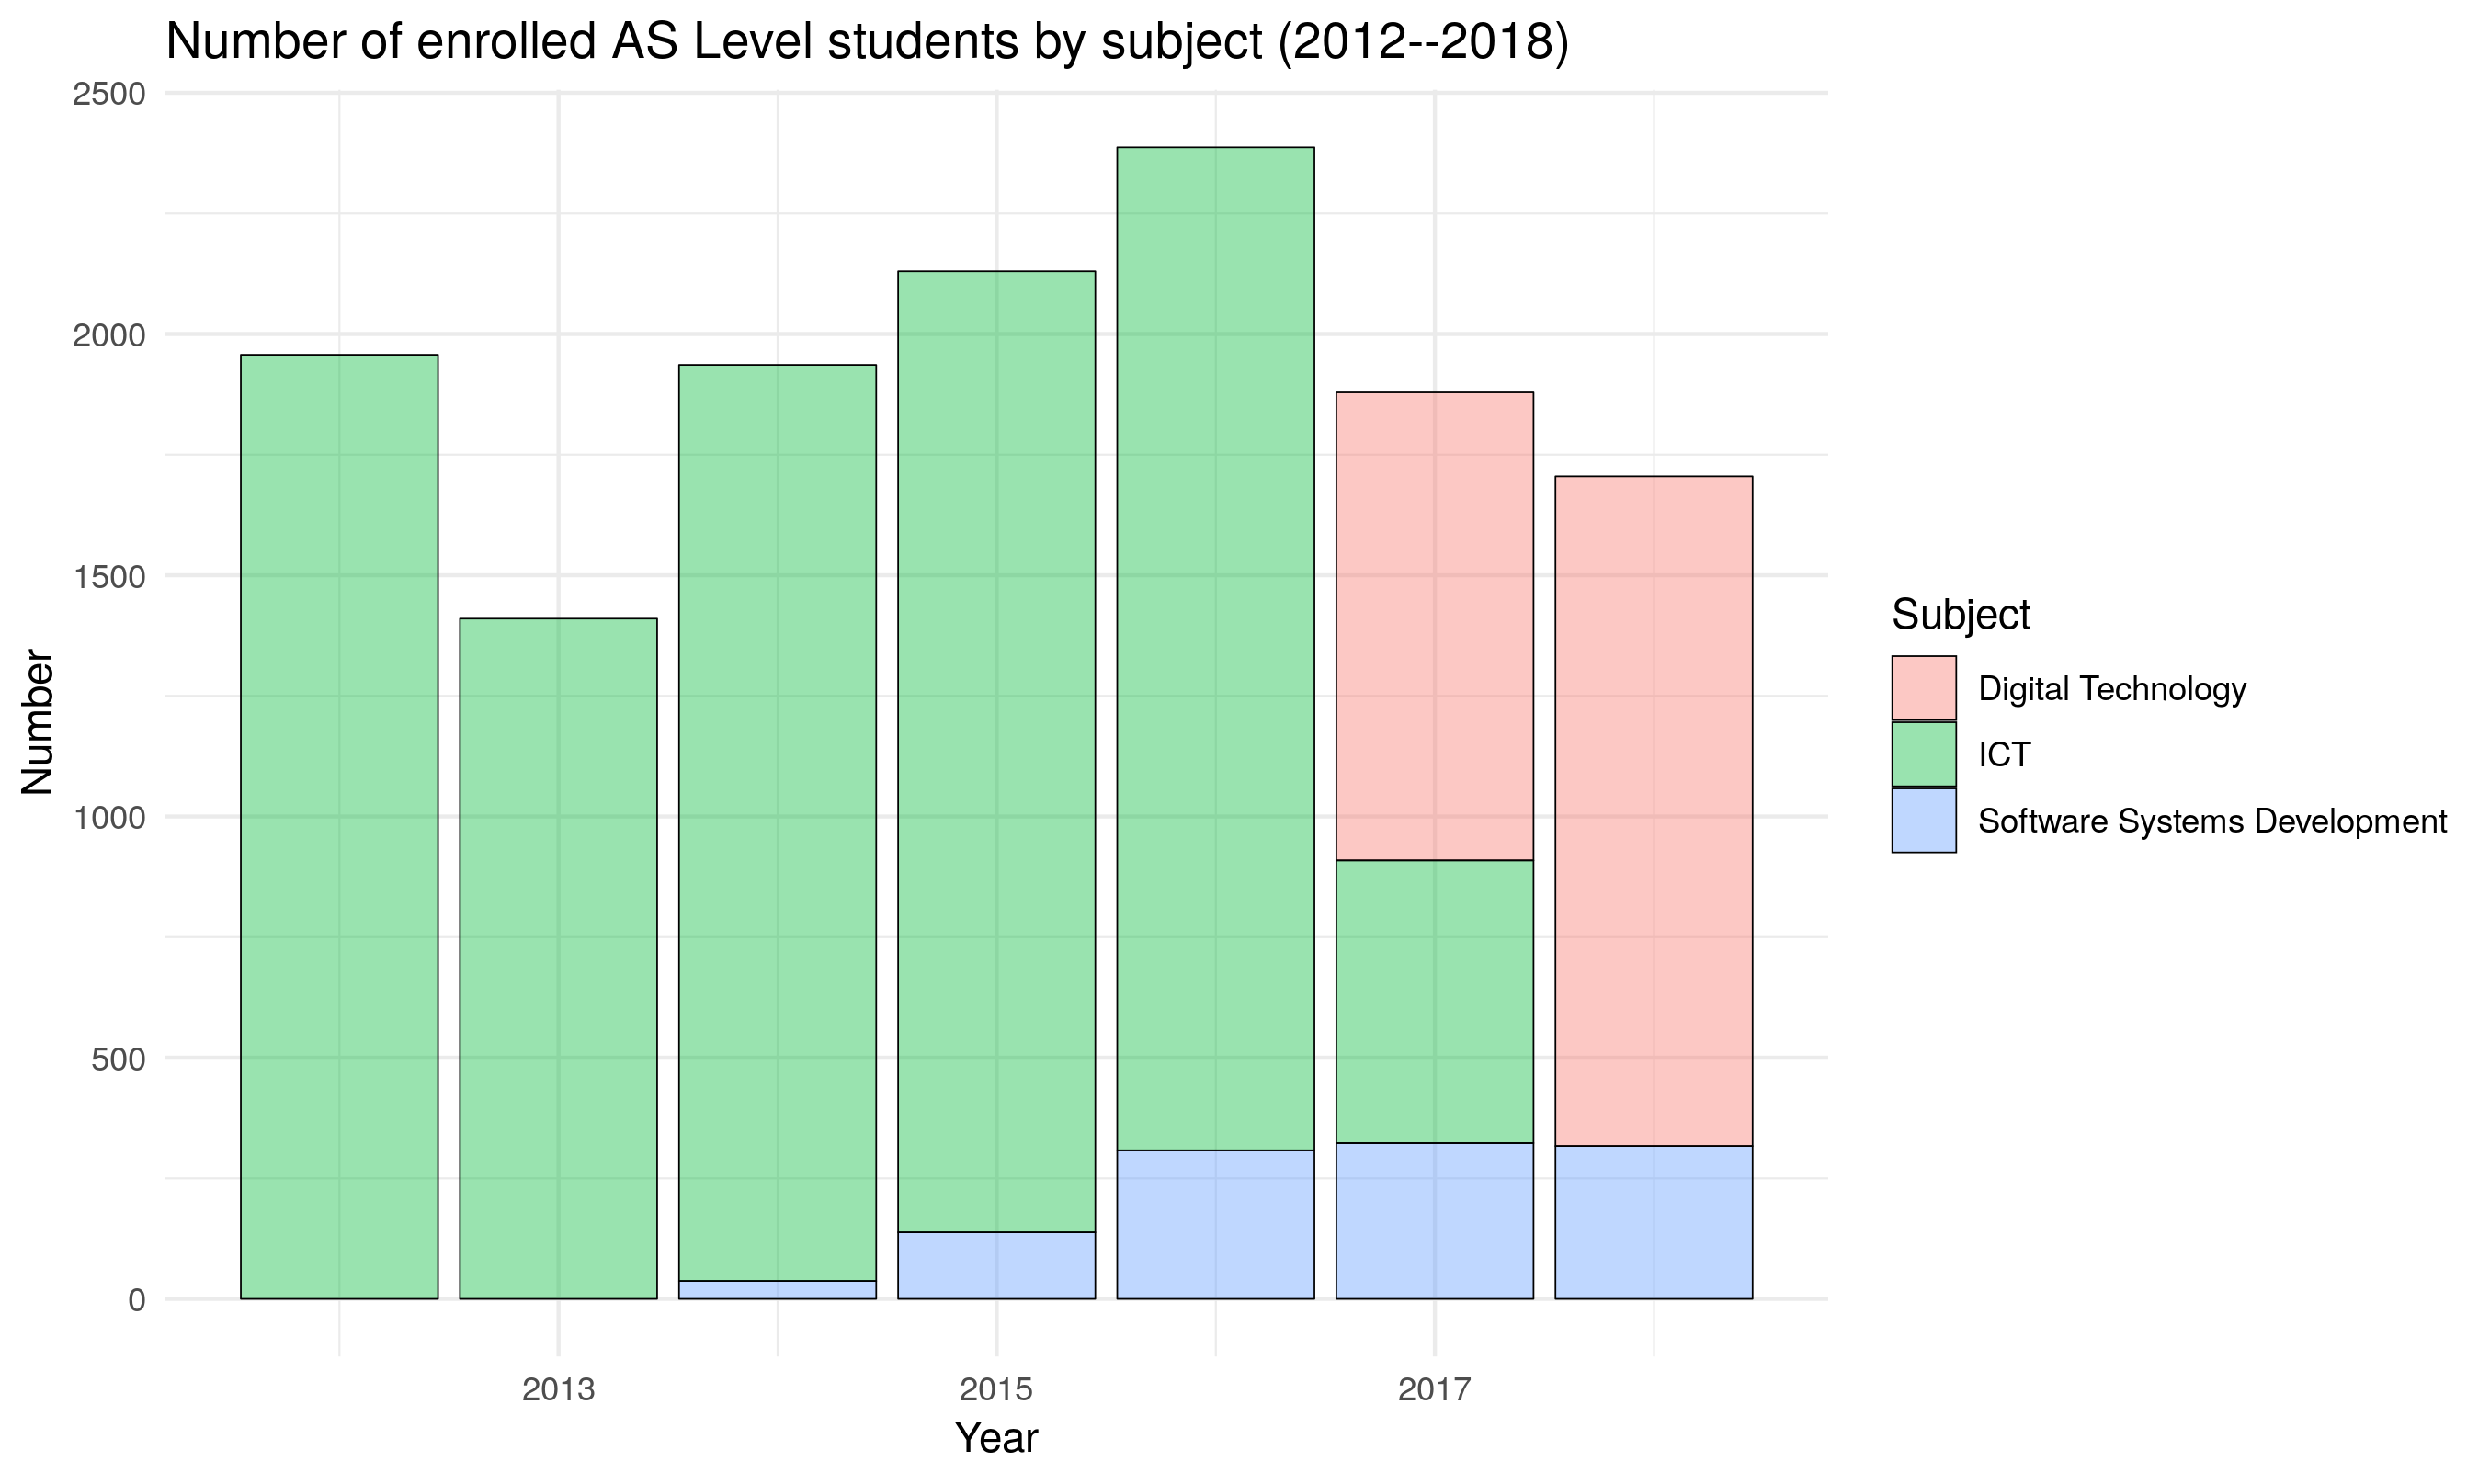 Number of enrolled AS Level students by subject (2012--2018)
2500
2000
1500
1000
500
0
Number
2013
2015
2017
Year
Subject
Digital Technology
ICT
Software Systems Development